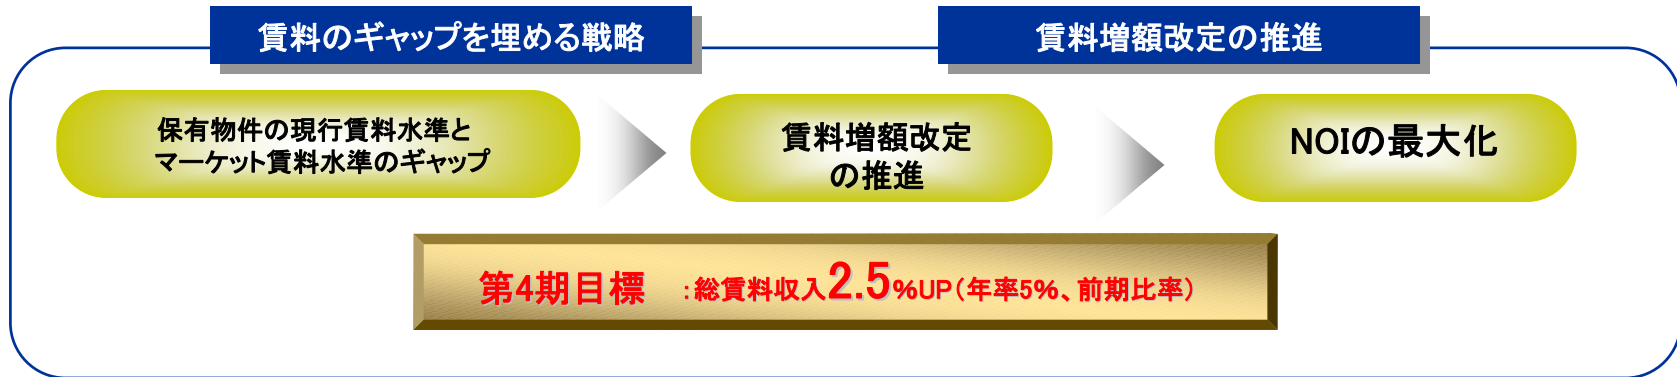 賃料のギャップを埋める戦略
賃料増額改定の推進
保有物件の現行賃料水準と
マーケット賃料水準のギャップ
賃料増額改定
の推進
NOIの最大化
第4期目標 :総賃料収入2.5%UP(年率5%、前期比率)